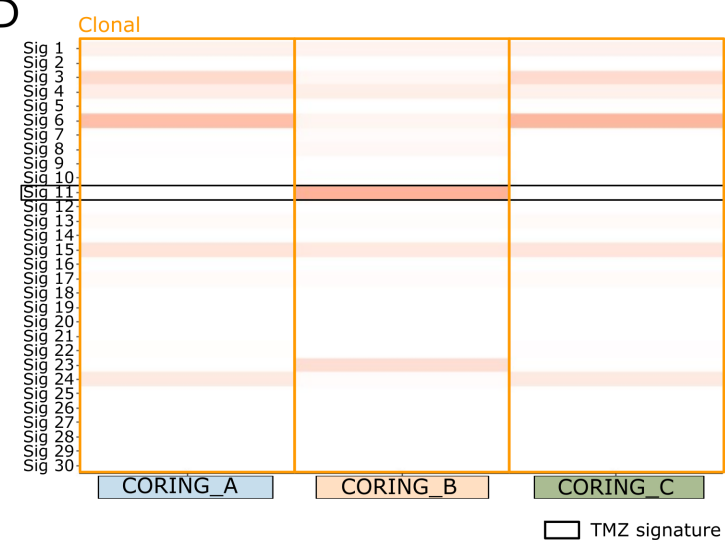 D
Clonal
Sig 1
Sig 2
Sig 3
Sig 4
Sig 5
Sig 6
Sig 7
Sig 8
Sig 9
Sig 10
Sig 11
Sig 12
Sig 13
Sig 14
Sig 15
Sig 16
Sig 17
Sig 18
Sig 19
Sig 20
Sig 21
Sig 22
Sig 23
Sig 24
Sig 25
Sig 26
Sig 27
Sig 28
Sig 29
Sig 30
CORING_A CORING_B CORING_C
TMZ signature